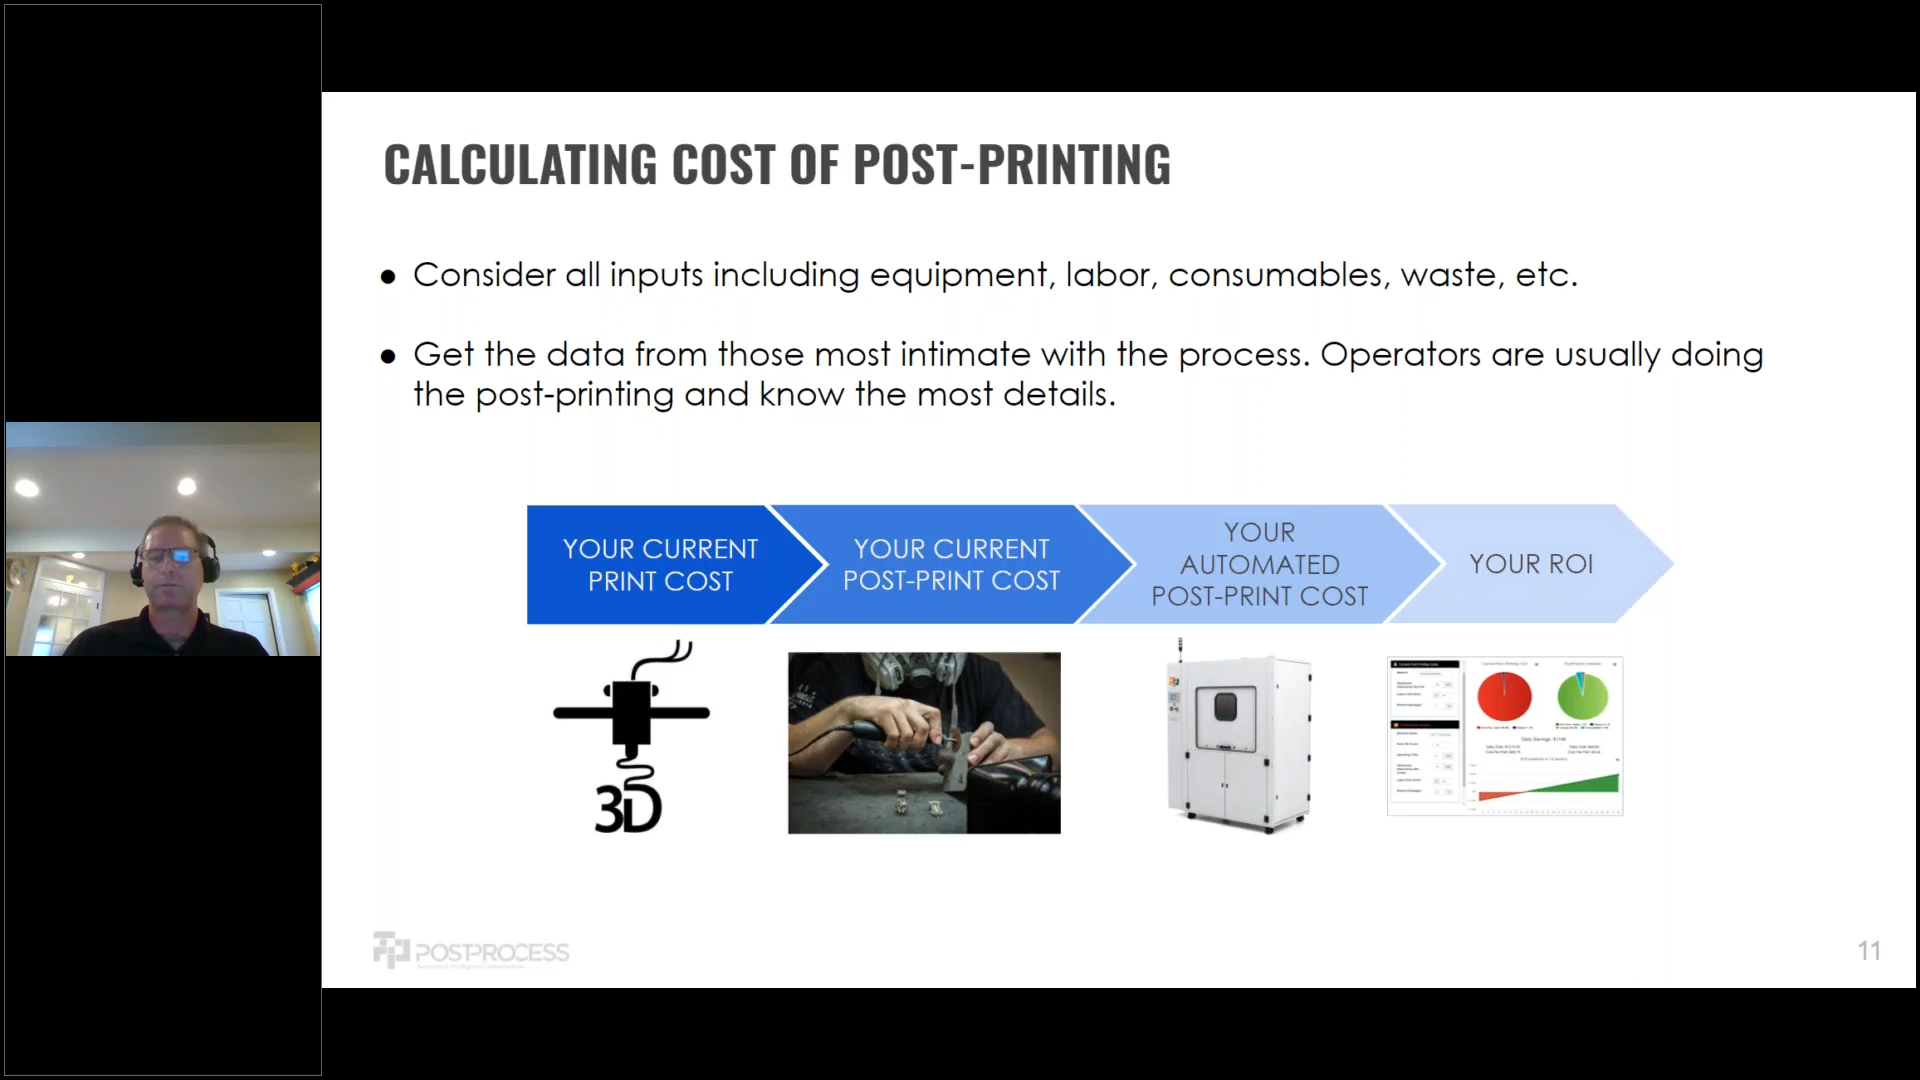 CALCULATING COST OF POST-PRINTING
● Consider all inputs including equipment, labor, consumables, waste, etc.
● Get the data from those most intimate with the process. Operators are usually doing
the post-printing and know the most details.
YOUR CURRENT
PRINT COST
YOUR CURRENT
POST-PRINT COST
YOUR
AUTOMATED
POST-PRINT COST
YOUR ROI
3D
POSTPROCESS
11